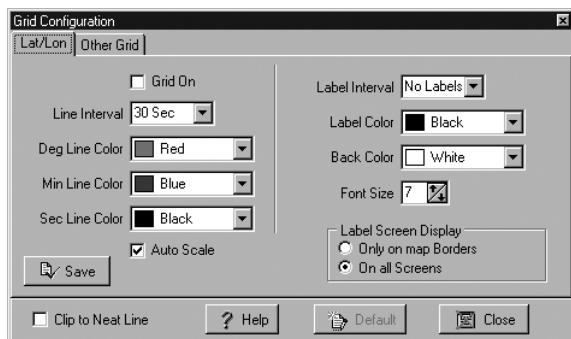 Grid Configuration
Lat/Lon
Other Grid
Grid On
Line Interval 30 Sec
Deg Line Color Red
Min Line Color Blue
Sec Line Color Black
Auto Scale
Save
Label Interval No Labels
Label Color Black
Back Color White
Font Size 7
Label Screen Display
Only on map Borders
On all Screens
Clip to Neat Line
? Help
Default
Close